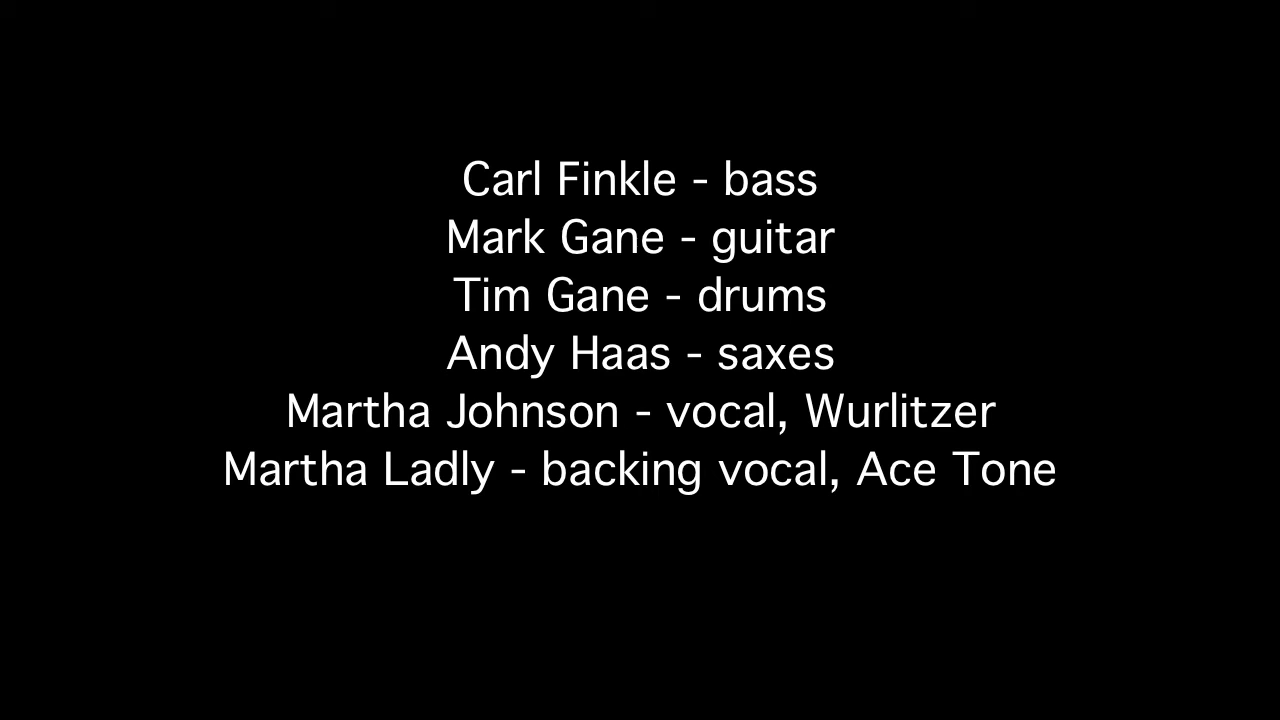 Carl Finkle - bass
Mark Gane - guitar
Tim Gane - drums
Andy Haas - saxes
Martha Johnson - vocal, Wurlitzer
Martha Ladly - backing vocal, Ace Tone